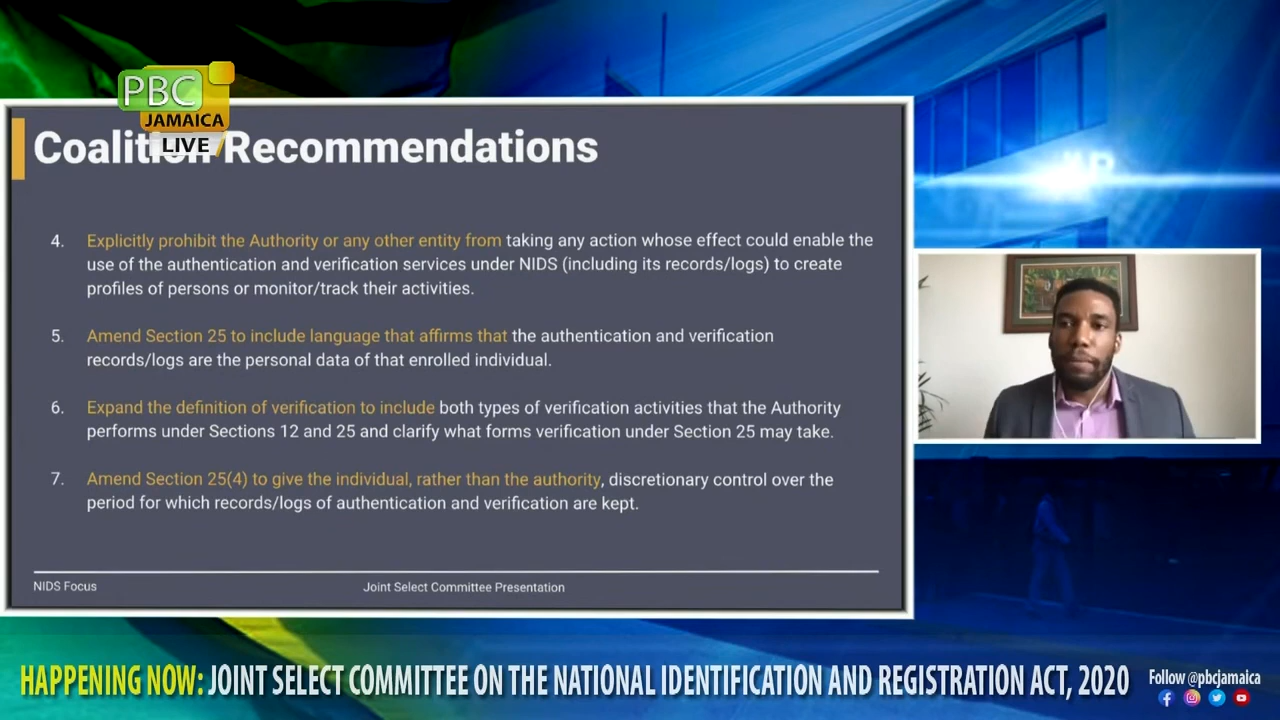 PBC
JAMAICA
LIVE
Coalition Recommendations
4. Explicitly prohibit the Authority or any other entity from taking any action whose effect could enable the
use of the authentication and verification services under NIDS (including its records/logs) to create
profiles of persons or monitor/track their activities.
5. Amend Section 25 to include language that affirms that the authentication and verification
records/logs are the personal data of that enrolled individual.
6. Expand the definition of verification to include both types of verification activities that the Authority
performs under Sections 12 and 25 and clarify what forms verification under Section 25 may take.
7. Amend Section 25(4) to give the individual, rather than the authority, discretionary control over the
period for which records/logs of authentication and verification are kept.
NIDS Focus
Joint Select Committee Presentation
HAPPENING NOW: JOINT SELECT COMMITTEE ON THE NATIONAL IDENTIFICATION AND REGISTRATION ACT, 2020
Follow @pbcjamaica